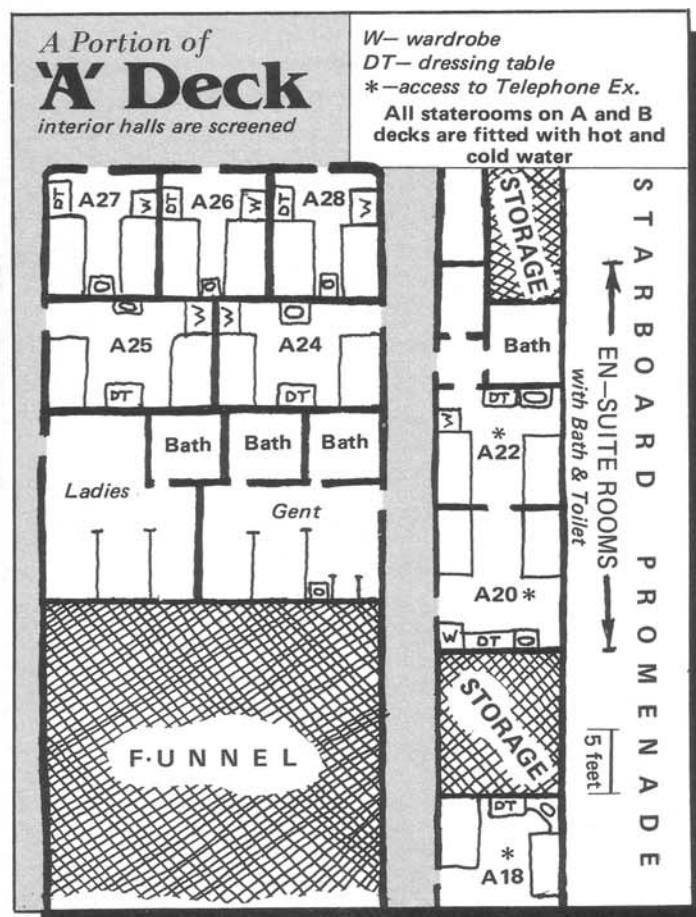 A Portion of
'A' Deck
interior halls are screened
W— wardrobe
DT— dressing table
*—access to Telephone Ex.
All staterooms on A and B
decks are fitted with hot and
cold water
DT
A27
W
DT
A26
W
DT
A28
W
A25
DT
W
W
A24
DT
Ladies
Bath
Bath
Bath
Gent
F·UNNEL
STORAGE
Bath
W
DT
*
A22
A20 *
W
DT
STORAGE
DT
*
A18
EN–SUITE ROOMS
with Bath & Toilet
5 feet
STARBOARD PROMENADE